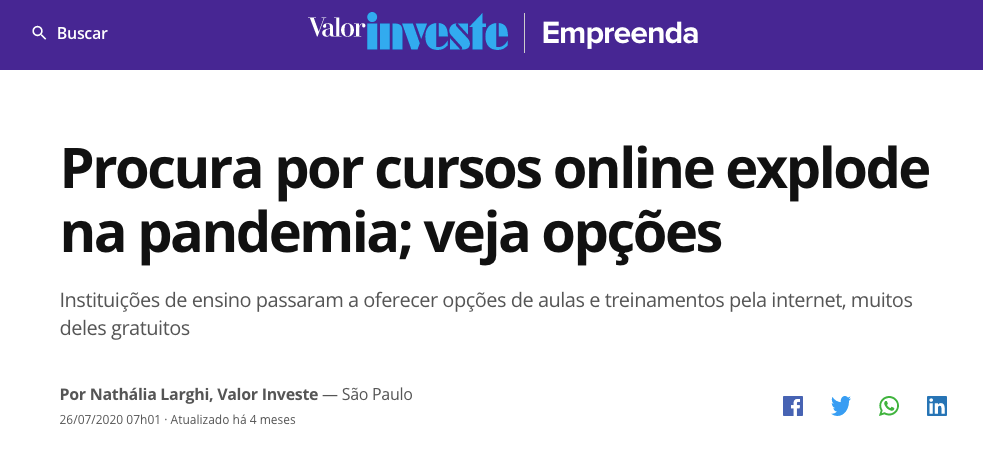 Buscar
Valor investe
Empreenda
Procura por cursos online explode
na pandemia; veja opções
Instituições de ensino passaram a oferecer opções de aulas e treinamentos pela internet, muitos
deles gratuitos
Por Nathália Larghi, Valor Investe — São Paulo
26/07/2020 07h01 · Atualizado há 4 meses